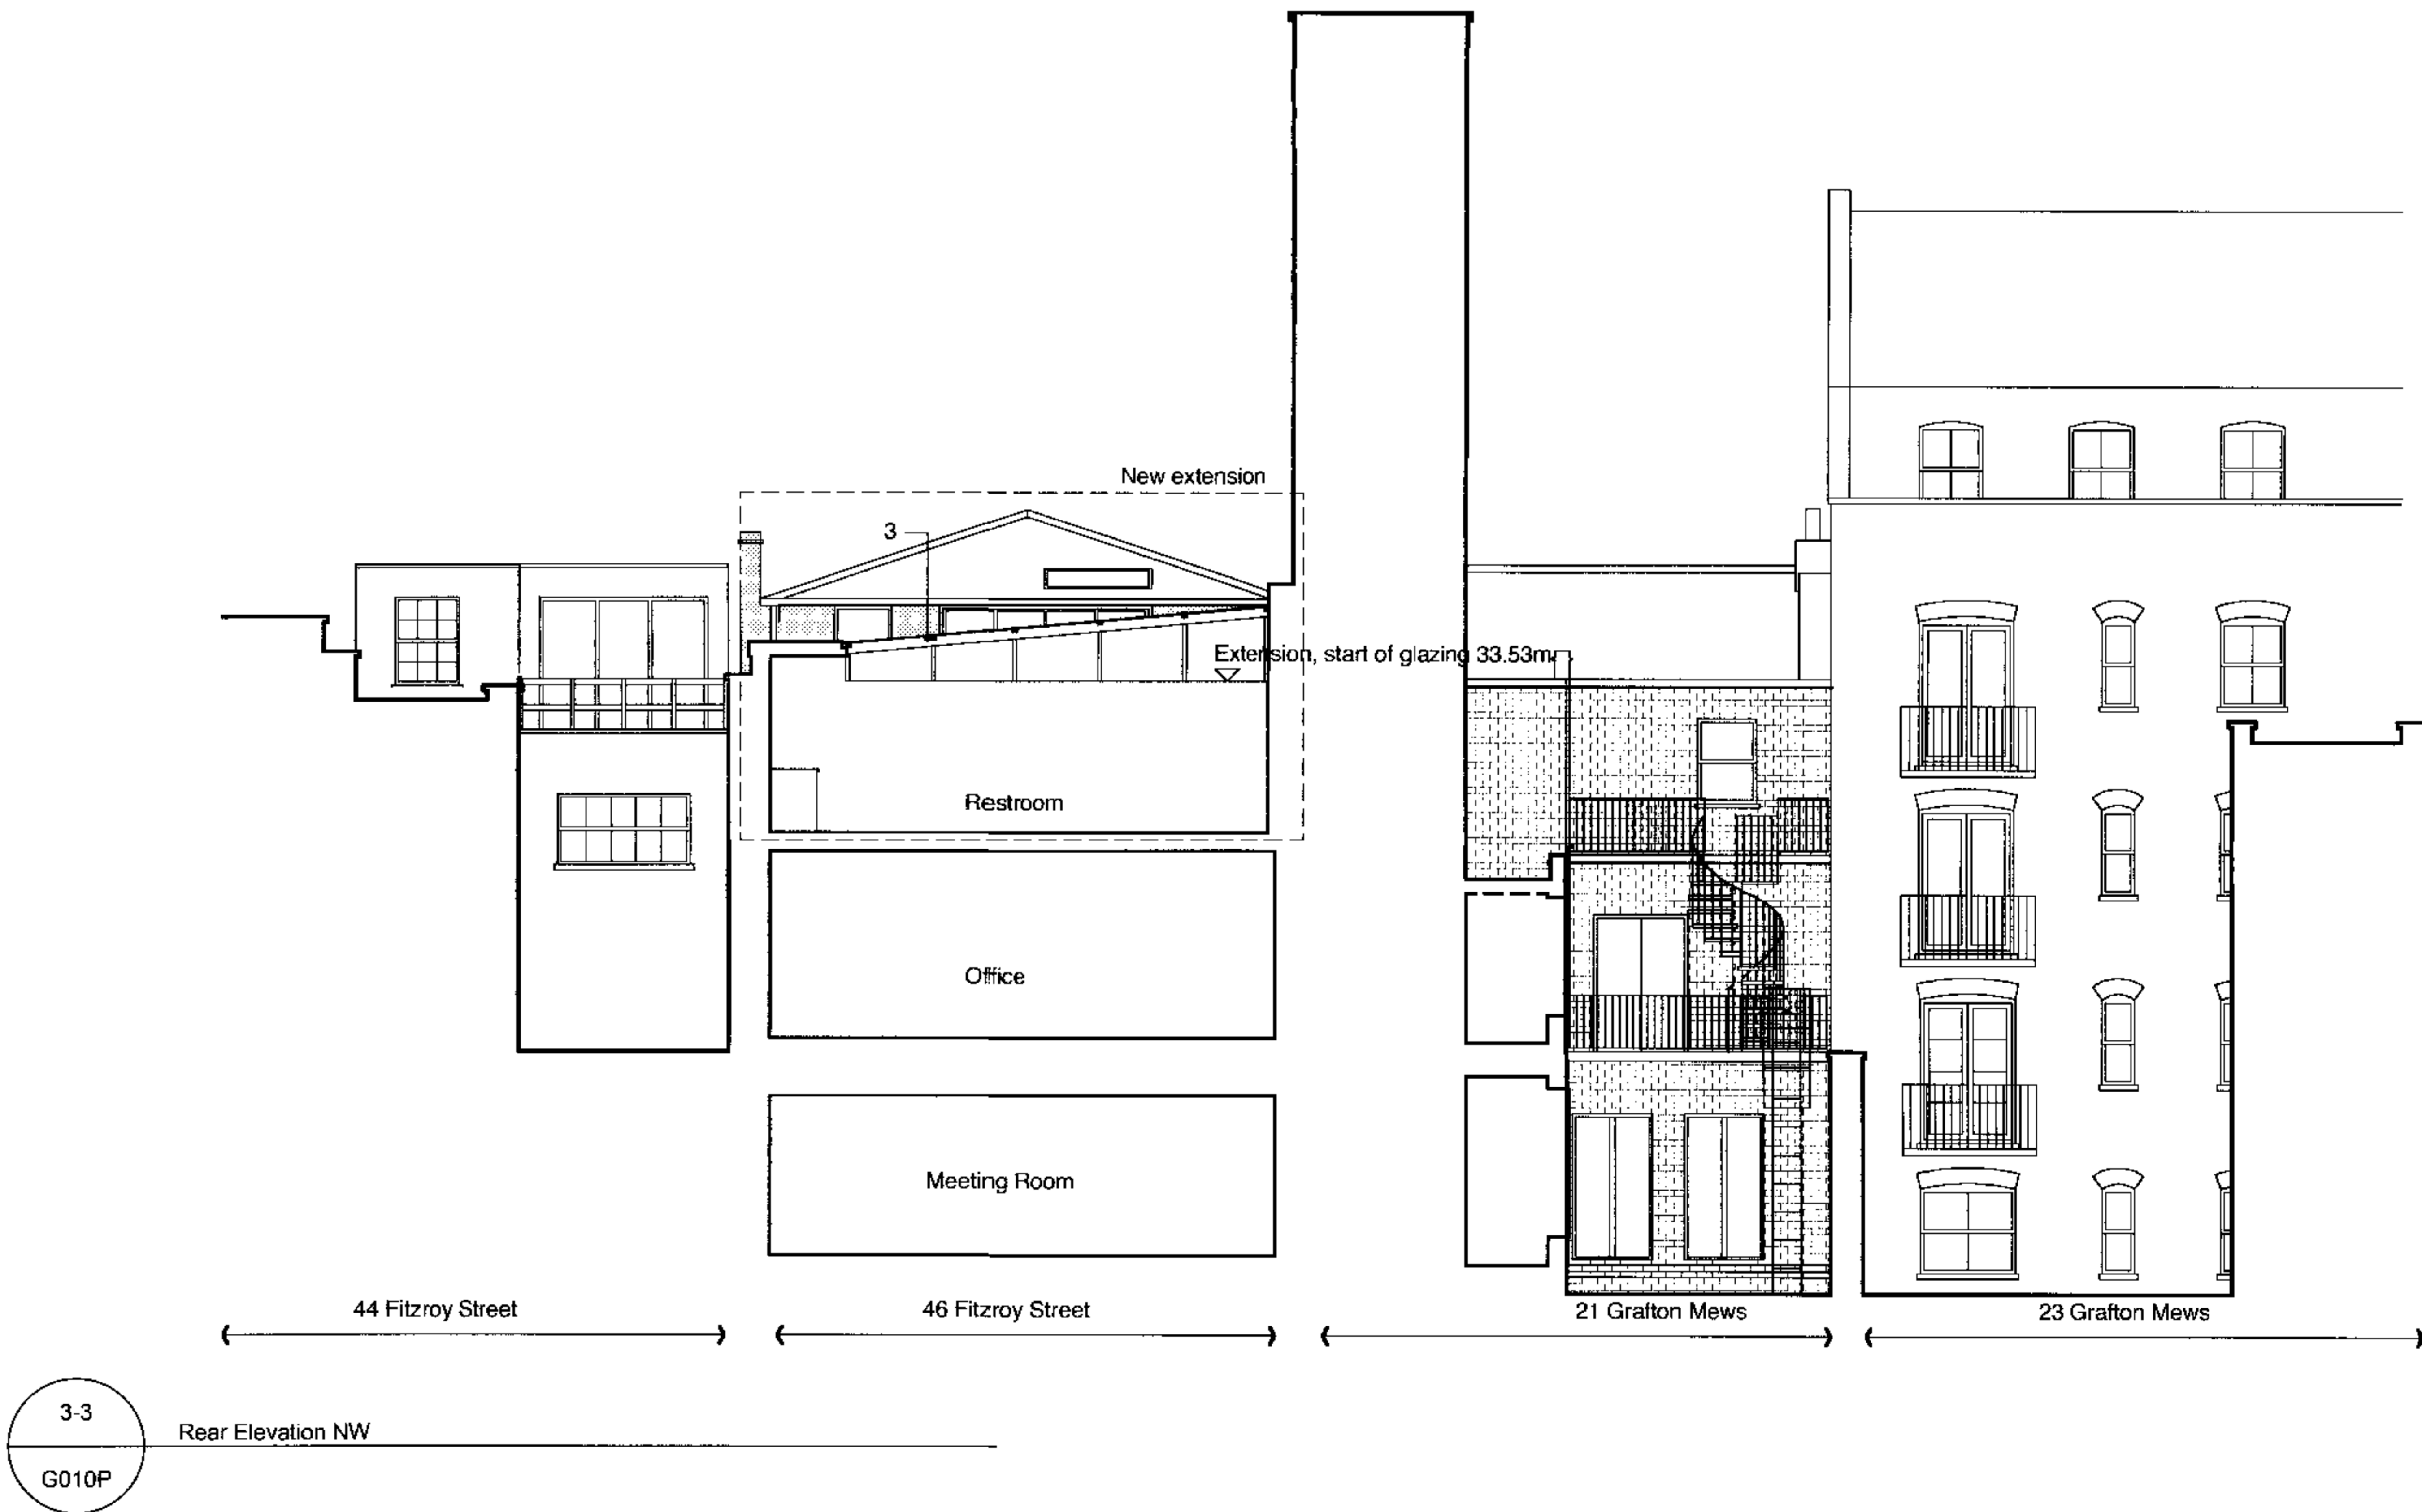 New extension
3
Extension, start of glazing 33.53m
Restroom
Office
Meeting Room
44 Fitzroy Street
46 Fitzroy Street
21 Grafton Mews
23 Grafton Mews
3-3
Rear Elevation NW
G010P